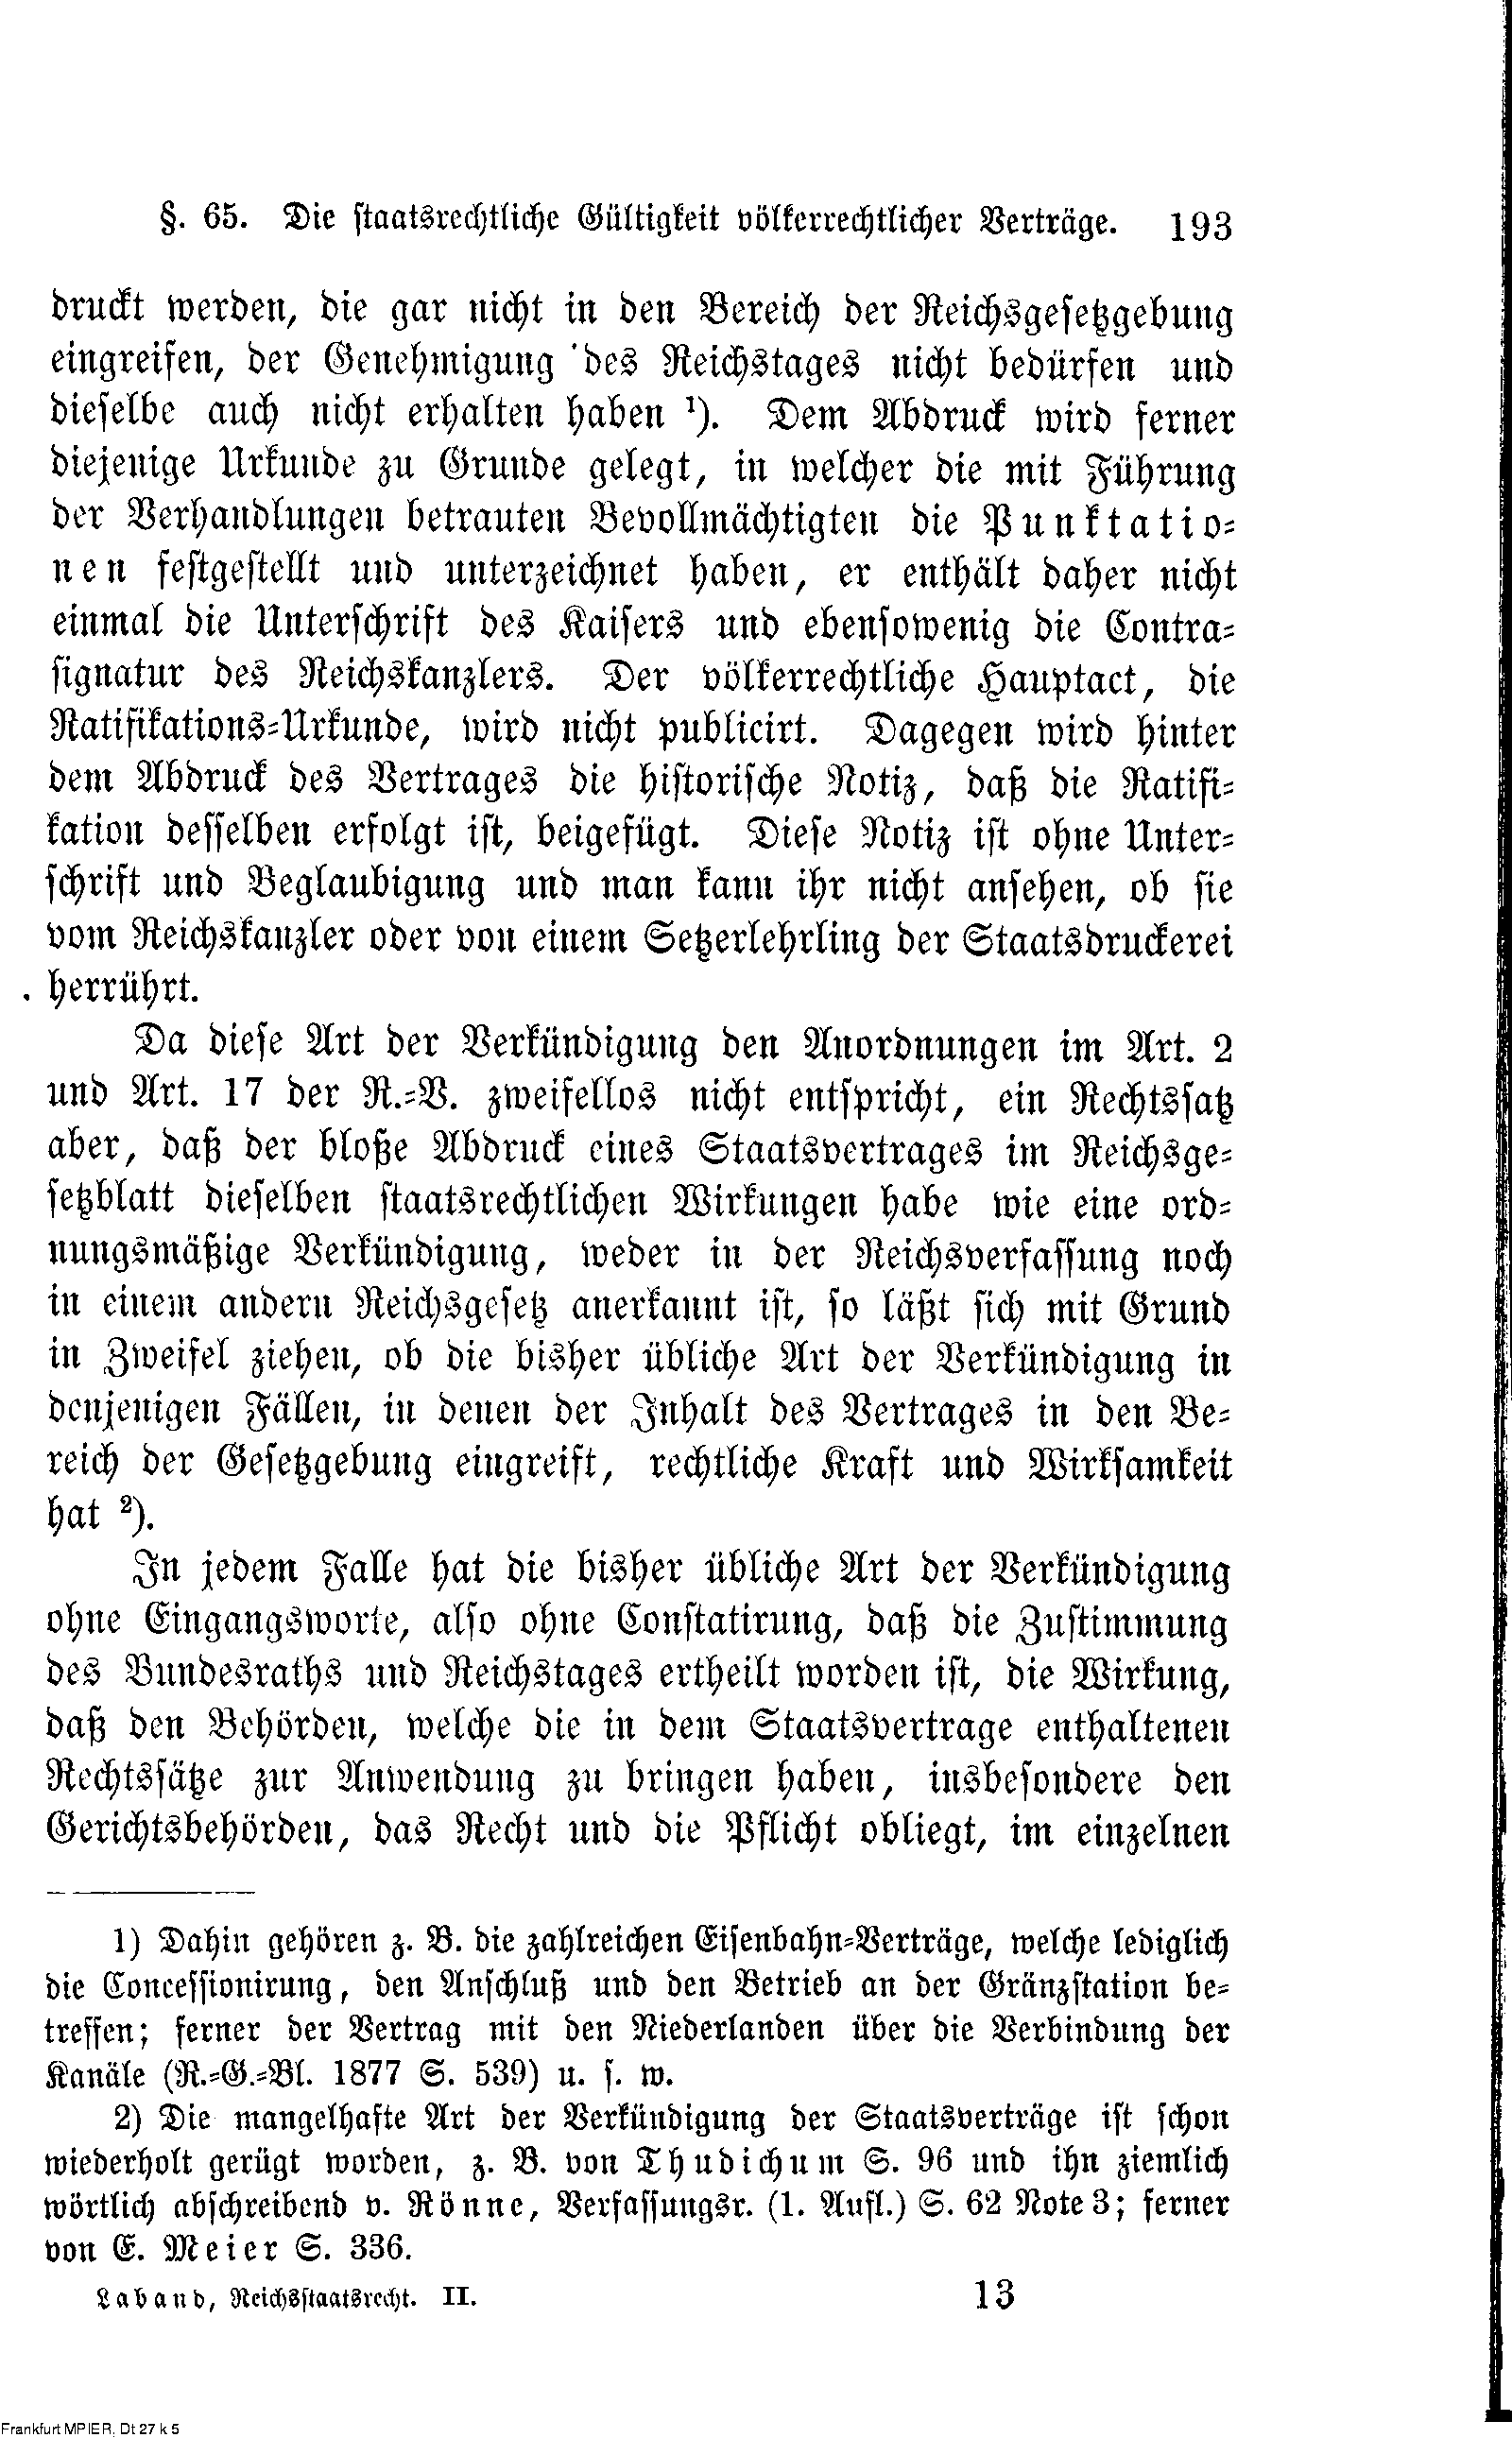 §. 65. Die staatsrechtliche Gültigkeit völkerrechtlicher Verträge. 193
druckt werden, die gar nicht in den Bereich der Reichsgesetzgebung
eingreifen, der Genehmigung des Reichstages nicht bedürfen und
dieselbe auch nicht erhalten haben ¹). Dem Abdruck wird ferner
diejenige Urkunde zu Grunde gelegt, in welcher die mit Führung
der Verhandlungen betrauten Bevollmächtigten die Punktatio-
nen festgestellt und unterzeichnet haben, er enthält daher nicht
einmal die Unterschrift des Kaisers und ebensowenig die Contra-
signatur des Reichskanzlers. Der völkerrechtliche Hauptact, die
Ratifikations-Urkunde, wird nicht publicirt. Dagegen wird hinter
dem Abdruck des Vertrages die historische Notiz, daß die Ratifi-
kation desselben erfolgt ist, beigefügt. Diese Notiz ist ohne Unter-
schrift und Beglaubigung und man kann ihr nicht ansehen, ob sie
vom Reichskanzler oder von einem Setzerlehrling der Staatsdruckerei
herrührt.
Da diese Art der Verkündigung den Anordnungen im Art. 2
und Art. 17 der R.-V. zweifellos nicht entspricht, ein Rechtssatz
aber, daß der bloße Abdruck eines Staatsvertrages im Reichsge-
setzblatt dieselben staatsrechtlichen Wirkungen habe wie eine ord-
nungsmäßige Verkündigung, weder in der Reichsverfassung noch
in einem andern Reichsgesetz anerkannt ist, so läßt sich mit Grund
in Zweifel ziehen, ob die bisher übliche Art der Verkündigung in
denjenigen Fällen, in denen der Inhalt des Vertrages in den Be-
reich der Gesetzgebung eingreift, rechtliche Kraft und Wirksamkeit
hat ²).
In jedem Falle hat die bisher übliche Art der Verkündigung
ohne Eingangsworte, also ohne Constatirung, daß die Zustimmung
des Bundesraths und Reichstages ertheilt worden ist, die Wirkung,
daß den Behörden, welche die in dem Staatsvertrage enthaltenen
Rechtssätze zur Anwendung zu bringen haben, insbesondere den
Gerichtsbehörden, das Recht und die Pflicht obliegt, im einzelnen
1) Dahin gehören z. B. die zahlreichen Eisenbahn-Verträge, welche lediglich
die Concessionirung, den Anschluß und den Betrieb an der Gränzstation be-
treffen; ferner der Vertrag mit den Niederlanden über die Verbindung der
Kanäle (R.-G.-Bl. 1877 S. 539) u. s. w.
2) Die mangelhafte Art der Verkündigung der Staatsverträge ist schon
wiederholt gerügt worden, z. B. von Thudichum S. 96 und ihn ziemlich
wörtlich abschreibend v. Rönne, Verfassungsr. (1. Aufl.) S. 62 Note 3; ferner
von E. Meier S. 336.
Laband, Reichsstaatsrecht. II. 13
Frankfurt MPIER, Dt 27 k 5